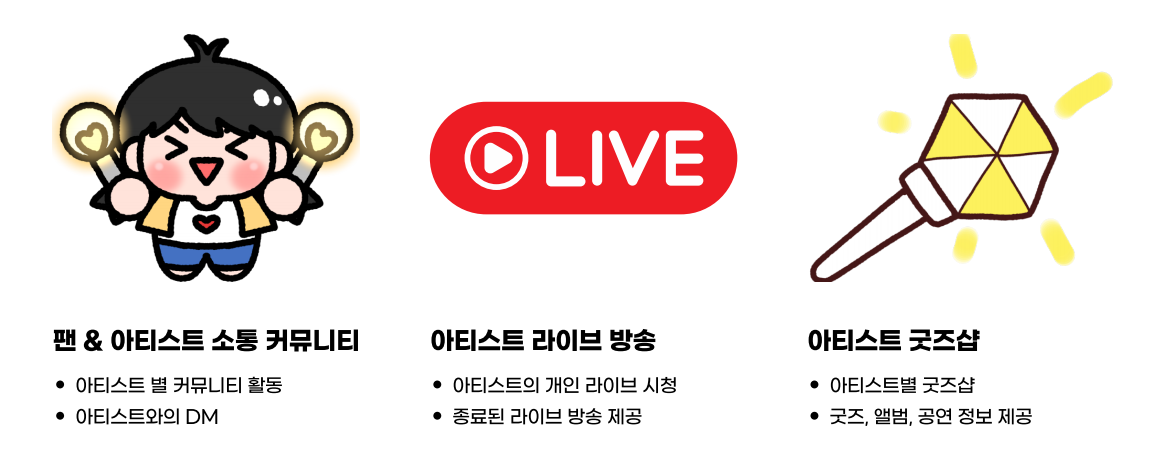 LIVE
팬 & 아티스트 소통 커뮤니티
• 아티스트 별 커뮤니티 활동
• 아티스트와의 DM
아티스트 라이브 방송
• 아티스트의 개인 라이브 시청
• 종료된 라이브 방송 제공
아티스트 굿즈샵
• 아티스트별 굿즈샵
• 굿즈, 앨범, 공연 정보 제공